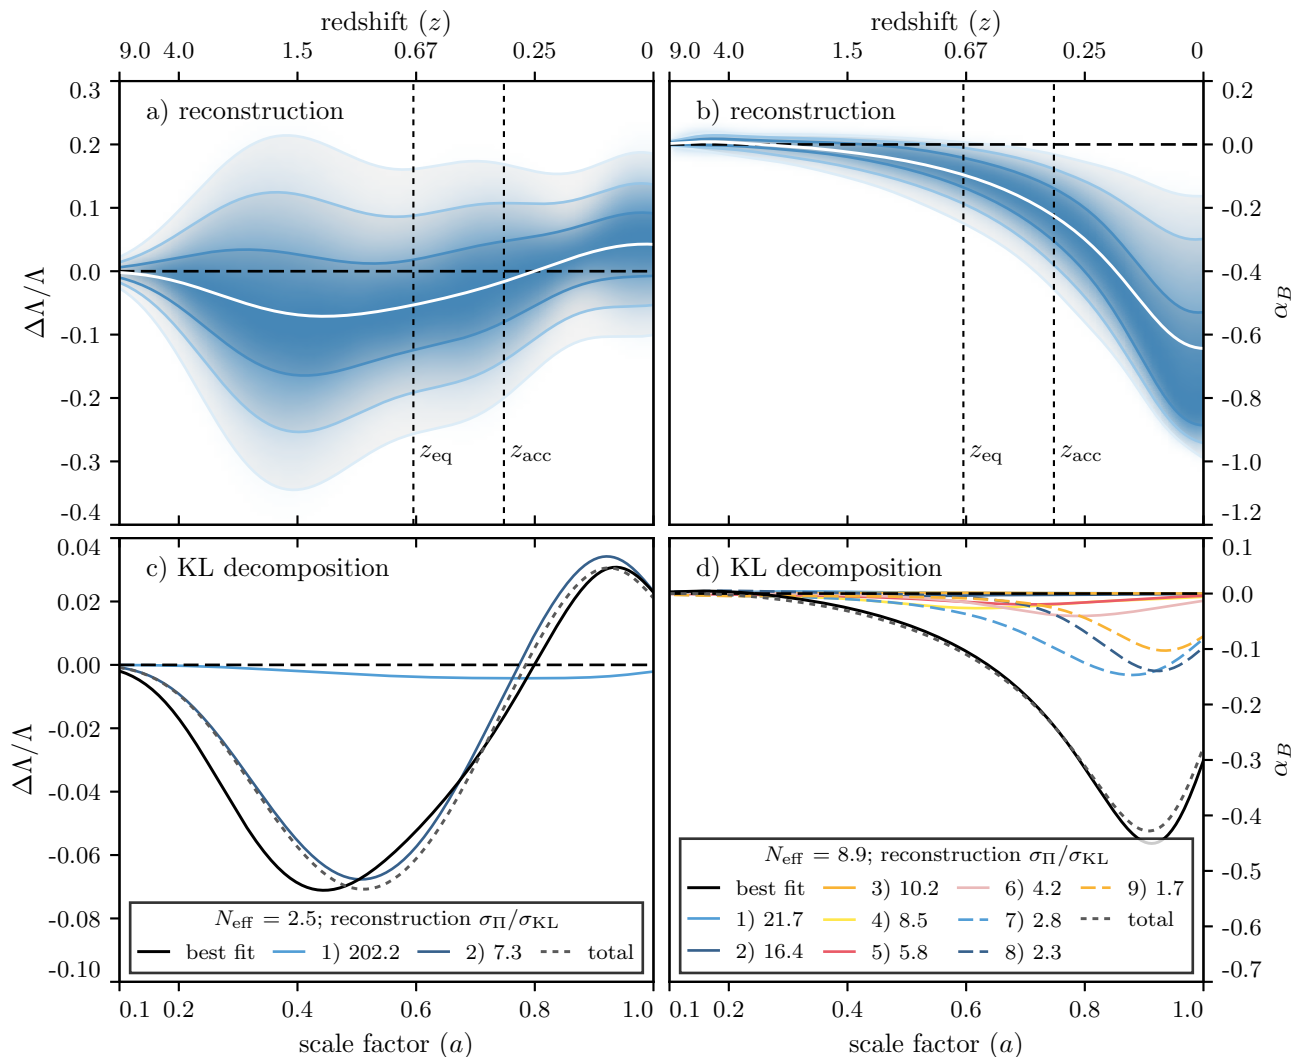 redshift (z)
9.0 4.0 1.5 0.67 0.25 0
redshift (z)
9.0 4.0 1.5 0.67 0.25 0
a) reconstruction
0.3
0.2
0.1
0.0
-0.1
-0.2
-0.3
-0.4
ΔΛ/Λ
z_eq
z_acc
b) reconstruction
0.2
0.0
-0.2
-0.4
-0.6
-0.8
-1.0
-1.2
α_B
z_eq
z_acc
c) KL decomposition
0.04
0.02
0.00
-0.02
-0.04
-0.06
-0.08
-0.10
ΔΛ/Λ
N_eff = 2.5; reconstruction σ_Π/σ_KL
best fit 1) 202.2 2) 7.3 total
0.1 0.2 0.4 0.6 0.8 1.0
scale factor (a)
d) KL decomposition
0.1
0.0
-0.1
-0.2
-0.3
-0.4
-0.5
-0.6
-0.7
α_B
N_eff = 8.9; reconstruction σ_Π/σ_KL
best fit 3) 10.2 6) 4.2 9) 1.7
1) 21.7 4) 8.5 7) 2.8 total
2) 16.4 5) 5.8 8) 2.3
0.1 0.2 0.4 0.6 0.8 1.0
scale factor (a)